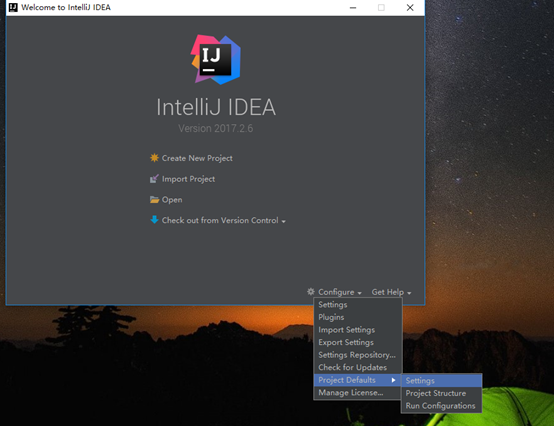 Welcome to IntelliJ IDEA
IJ
IntelliJ IDEA
Version 2017.2.6
Create New Project
Import Project
Open
Check out from Version Control
Configure
Get Help
Settings
Plugins
Import Settings
Export Settings
Settings Repository...
Check for Updates
Project Defaults
Manage License...
Settings
Project Structure
Run Configurations